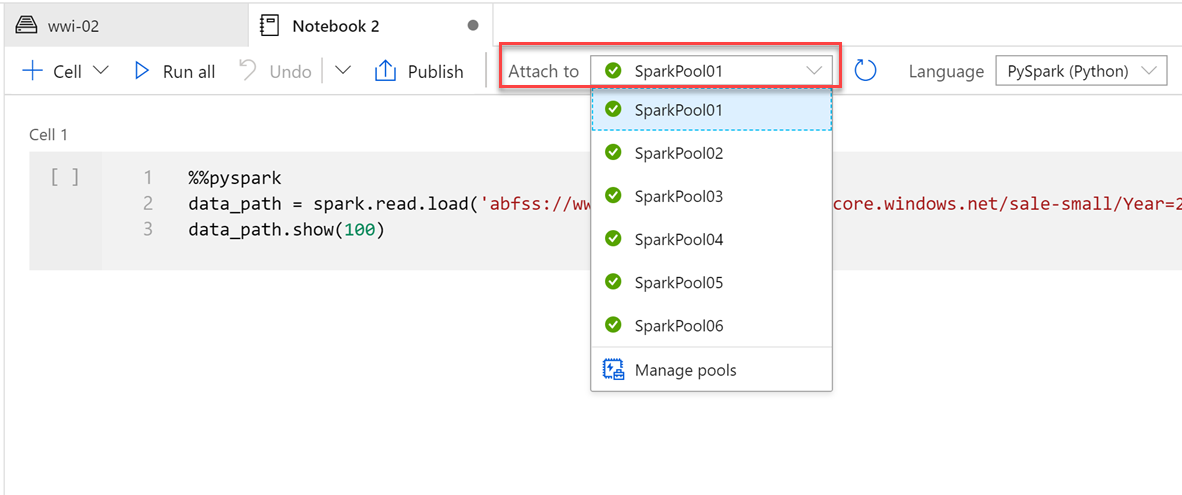 wwi-02
Notebook 2
Cell
Run all
Undo
Publish
Attach to
SparkPool01
Language
PySpark (Python)
SparkPool01
SparkPool02
SparkPool03
SparkPool04
SparkPool05
SparkPool06
Manage pools
Cell 1
[ ]
1 %%pyspark
2 data_path = spark.read.load('abfss://ww core.windows.net/sale-small/Year=2
3 data_path.show(100)